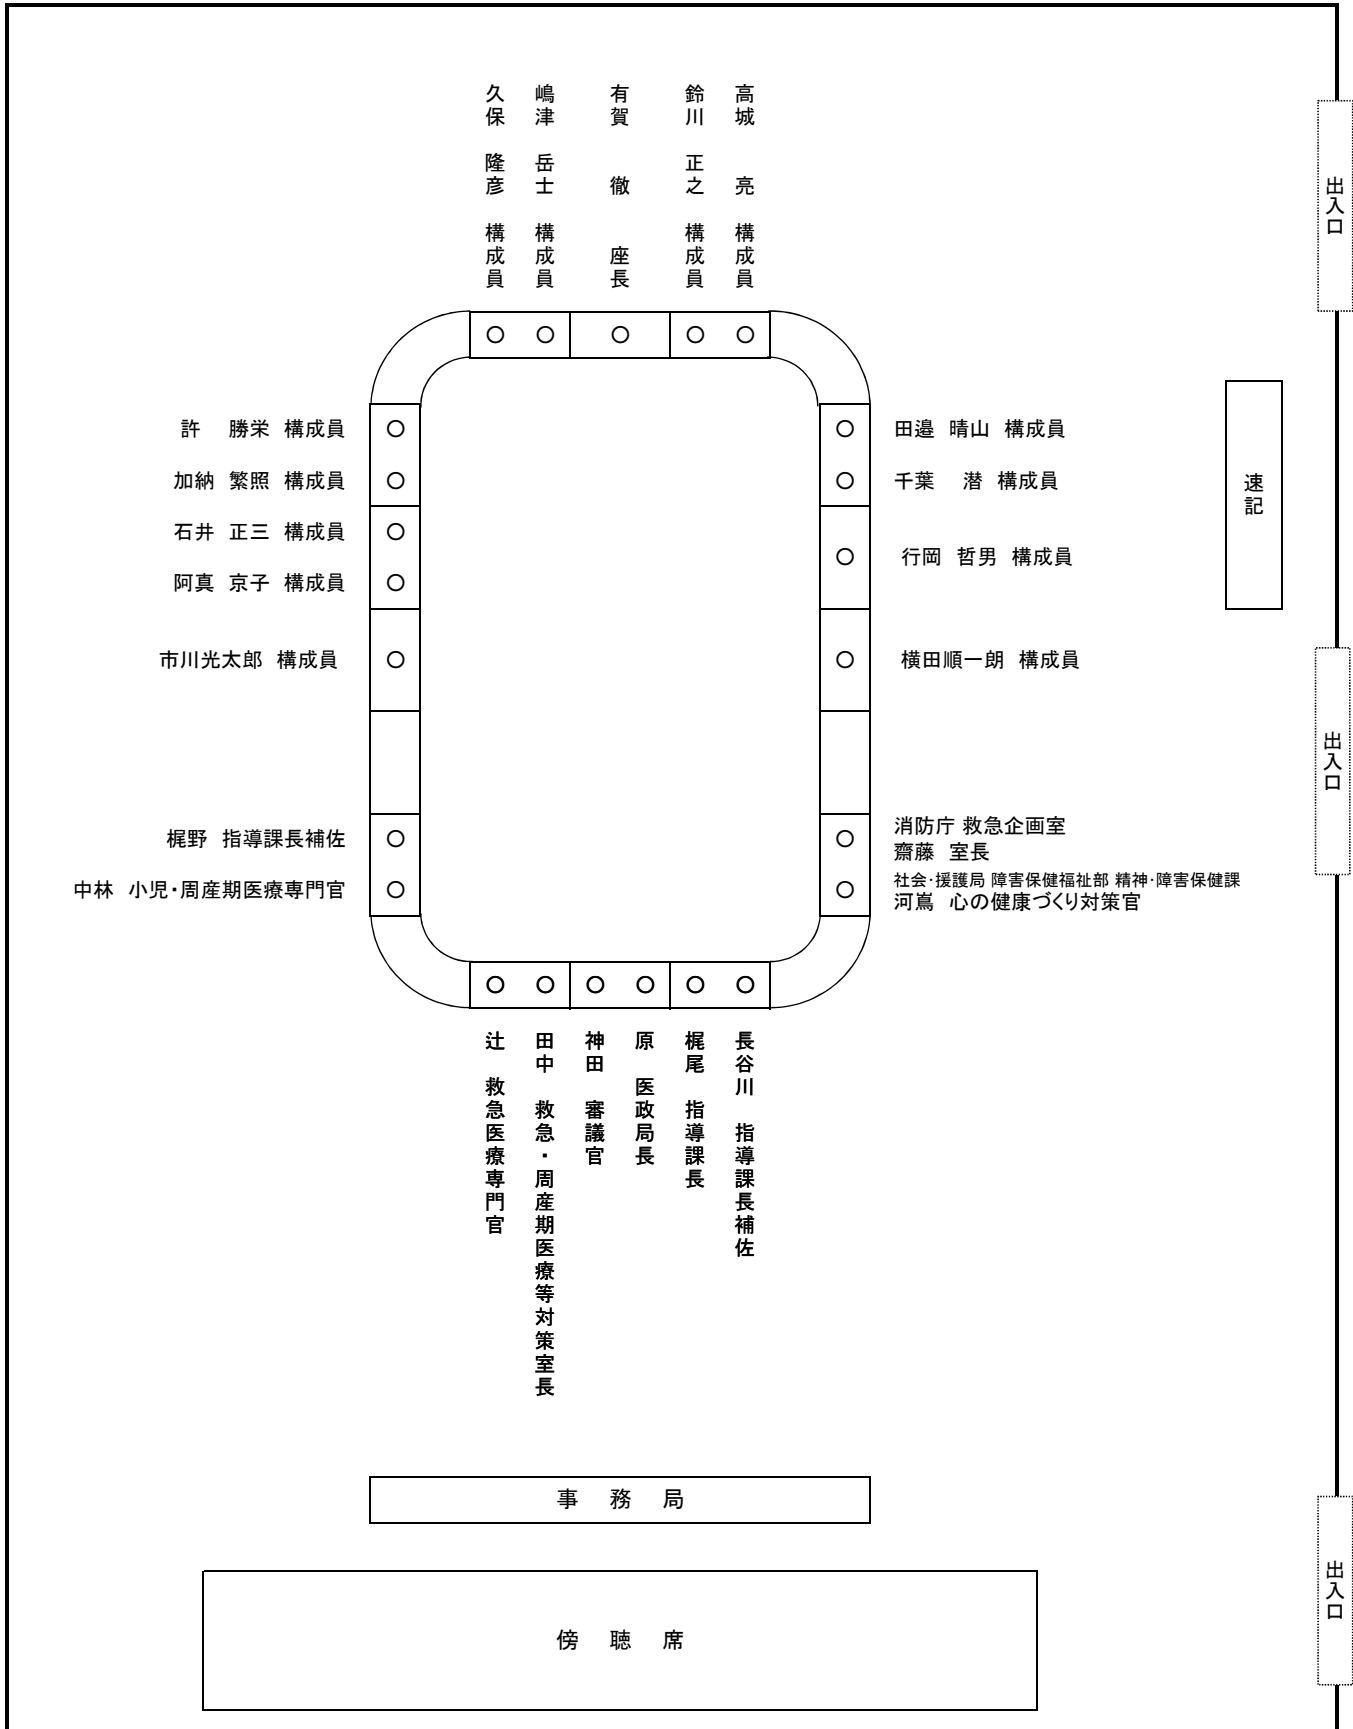 久保　隆彦　構成員
嶋津　岳士　構成員
有賀　　徹　　座長
鈴川　正之　構成員
高城　　亮　構成員
出入口
許　　勝栄　構成員
加納　繁照　構成員
石井　正三　構成員
阿真　京子　構成員
市川光太郎　構成員
梶野　指導課長補佐
中林　小児・周産期医療専門官
田邉　晴山　構成員
千葉　　潜　構成員
行岡　哲男　構成員
横田順一朗　構成員
消防庁 救急企画室
齋藤　室長
社会・援護局 障害保健福祉部 精神・障害保健課
河嶌　心の健康づくり対策官
速記
出入口
辻　救急医療専門官
田中　救急・周産期医療等対策室長
神田　審議官
原　医政局長
梶尾　指導課長
長谷川　指導課長補佐
事　務　局
傍　聴　席
出入口